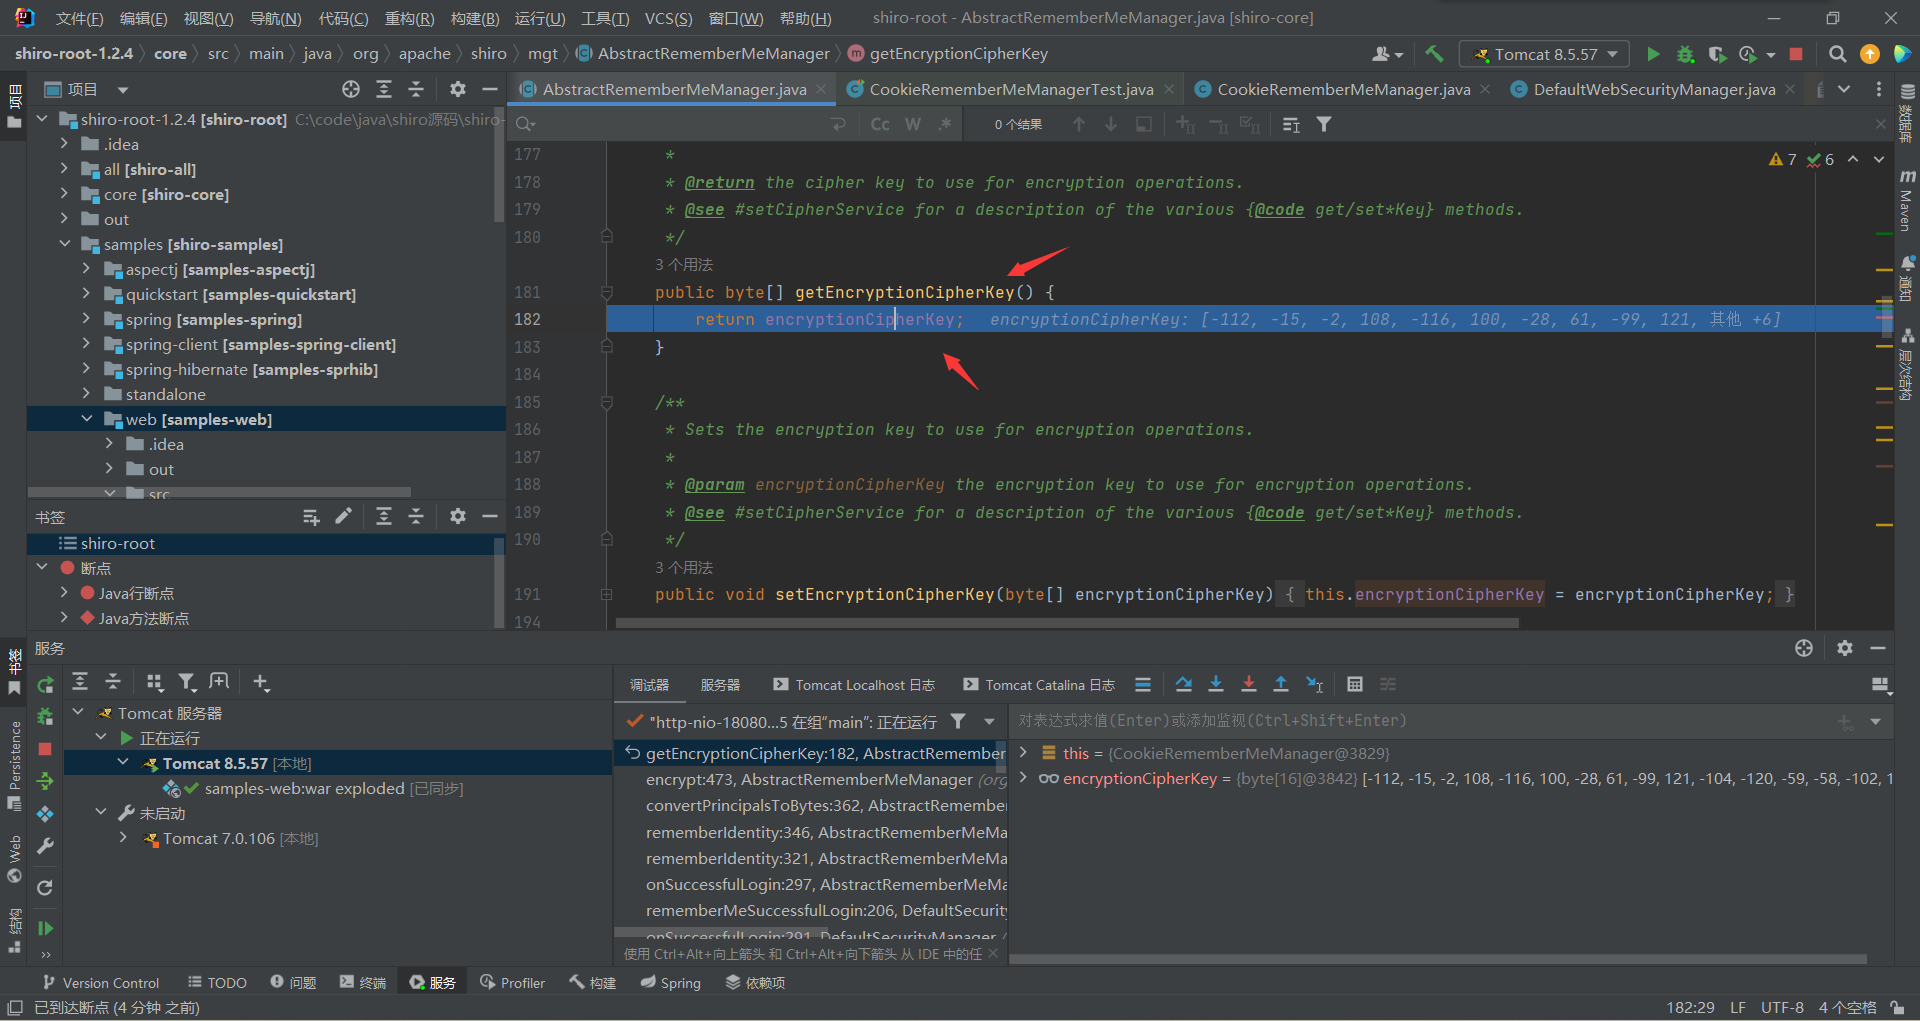 文件(F) 编辑(E) 视图(V) 导航(N) 代码(C) 重构(R) 构建(B) 运行(U) 工具(T) VCS(S) 窗口(W) 帮助(H) shiro-root - AbstractRememberMeManager.java [shiro-core]
shiro-root-1.2.4 core src main java org apache shiro mgt AbstractRememberMeManager getEncryptionCipherKey Tomcat 8.5.57
项目
AbstractRememberMeManager.java CookieRememberMeManagerTest.java CookieRememberMeManager.java DefaultWebSecurityManager.java
Cc W .* 0 个结果
shiro-root-1.2.4 [shiro-root] C:\code\java\shiro源码\shiro-
.idea
all [shiro-all]
core [shiro-core]
out
samples [shiro-samples]
aspectj [samples-aspectj]
quickstart [samples-quickstart]
spring [samples-spring]
spring-client [samples-spring-client]
spring-hibernate [samples-sprhib]
standalone
web [samples-web]
.idea
out
src
书签
shiro-root
断点
Java行断点
Java方法断点
7 6
177 *
178 * @return the cipher key to use for encryption operations.
179 * @see #setCipherService for a description of the various {@code get/set*Key} methods.
180 */
3 个用法
181 public byte[] getEncryptionCipherKey() {
182 return encryptionCipherKey; encryptionCipherKey: [-112, -15, -2, 108, -116, 100, -28, 61, -99, 121, 其他 +6]
183 }
184
185 /**
186 * Sets the encryption key to use for encryption operations.
187 *
188 * @param encryptionCipherKey the encryption key to use for encryption operations.
189 * @see #setCipherService for a description of the various {@code get/set*Key} methods.
190 */
3 个用法
191 public void setEncryptionCipherKey(byte[] encryptionCipherKey) { this.encryptionCipherKey = encryptionCipherKey; }
194
项目
书签
Persistence
Web
结构
数据库
Maven
通知
层次结构
服务
Tomcat 服务器
正在运行
Tomcat 8.5.57 [本地]
samples-web:war exploded [已同步]
未启动
Tomcat 7.0.106 [本地]
调试器 服务器 Tomcat Localhost 日志 Tomcat Catalina 日志
"http-nio-18080...5 在组"main": 正在运行
getEncryptionCipherKey:182, AbstractRemember
encrypt:473, AbstractRememberMeManager (org
convertPrincipalsToBytes:362, AbstractRemember
rememberIdentity:346, AbstractRememberMeMa
rememberIdentity:321, AbstractRememberMeMa
onSuccessfulLogin:297, AbstractRememberMeMa
rememberMeSuccessfulLogin:206, DefaultSecurity
onSuccessfulLogin:291, DefaultSecurityManager
使用 Ctrl+Alt+向上箭头 和 Ctrl+Alt+向下箭头 从 IDE 中的任
对表达式求值(Enter)或添加监视(Ctrl+Shift+Enter)
this = {CookieRememberMeManager@3829}
encryptionCipherKey = {byte[16]@3842} [-112, -15, -2, 108, -116, 100, -28, 61, -99, 121, -104, -120, -59, -58, -102, 1
Version Control TODO 问题 终端 服务 Profiler 构建 Spring 依赖项
已到达断点 (4 分钟 之前) 182:29 LF UTF-8 4 个空格